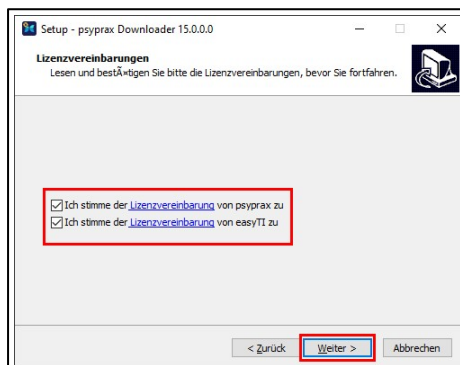 Setup - psyprax Downloader 15.0.0.0
Lizenzvereinbarungen
Lesen und bestÃ¤tigen Sie bitte die Lizenzvereinbarungen, bevor Sie fortfahren.
Ich stimme der Lizenzvereinbarung von psyprax zu
Ich stimme der Lizenzvereinbarung von easyTI zu
< Zurück Weiter > Abbrechen